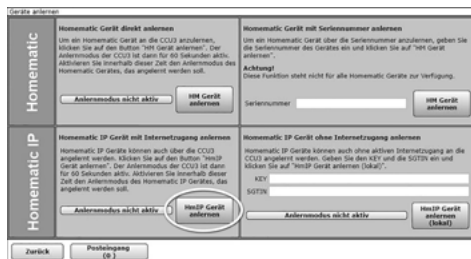 Geräte anlernen
Homematic
Homematic Gerät direkt anlernen
Um ein Homematic Gerät an die CCU3 anzulernen,
klicken Sie auf den Button "HM Gerät anlernen". Der
Anlernmodus der CCU3 ist dann für 60 Sekunden aktiv.
Aktivieren Sie innerhalb dieser Zeit den Anlernmodus des
Homematic Gerätes, das angelernt werden soll.
Anlernmodus nicht aktiv
HM Gerät
anlernen
Homematic Gerät mit Seriennummer anlernen
Um ein Homematic Gerät über die Seriennummer anzulernen, geben Sie
die Seriennummer des Gerätes ein und klicken Sie auf "HM Gerät
anlernen".
Achtung!
Diese Funktion steht nicht für alle Homematic Geräte zur Verfügung.
Seriennummer
HM Gerät
anlernen
Homematic IP
Homematic IP Gerät mit Internetzugang anlernen
Homematic IP Geräte können auch über die CCU3
angelernt werden. Klicken Sie auf den Button "HmIP
Gerät anlernen". Der Anlernmodus der CCU3 ist dann
für 60 Sekunden aktiv. Aktivieren Sie innerhalb dieser
Zeit den Anlernmodus des Homematic IP Gerätes, das
angelernt werden soll.
Anlernmodus nicht aktiv
HmIP Gerät
anlernen
Homematic IP Gerät ohne Internetzugang anlernen
Homematic IP Geräte können auch ohne aktiven Internetzugang an die
CCU3 angelernt werden. Geben Sie den KEY und die SGTIN ein und
klicken Sie auf "HmIP Gerät anlernen (lokal)".
KEY
SGTIN
Anlernmodus nicht aktiv
HmIP Gerät
anlernen
(lokal)
Zurück
Posteingang
(0)